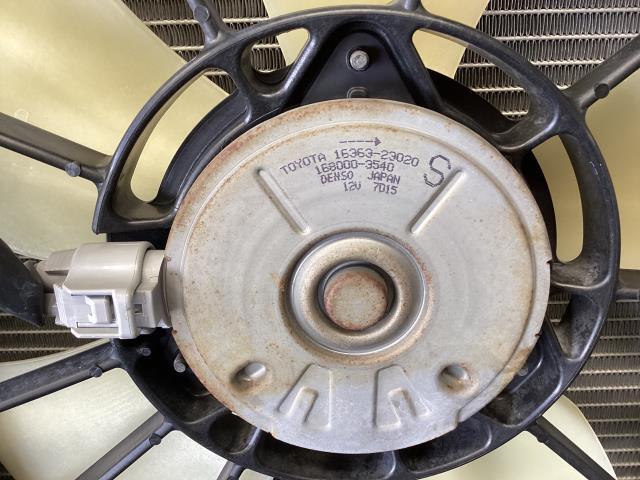 TOYOTA 16363-23020
168000-3540
DENSO JAPAN
12V 7D15
S